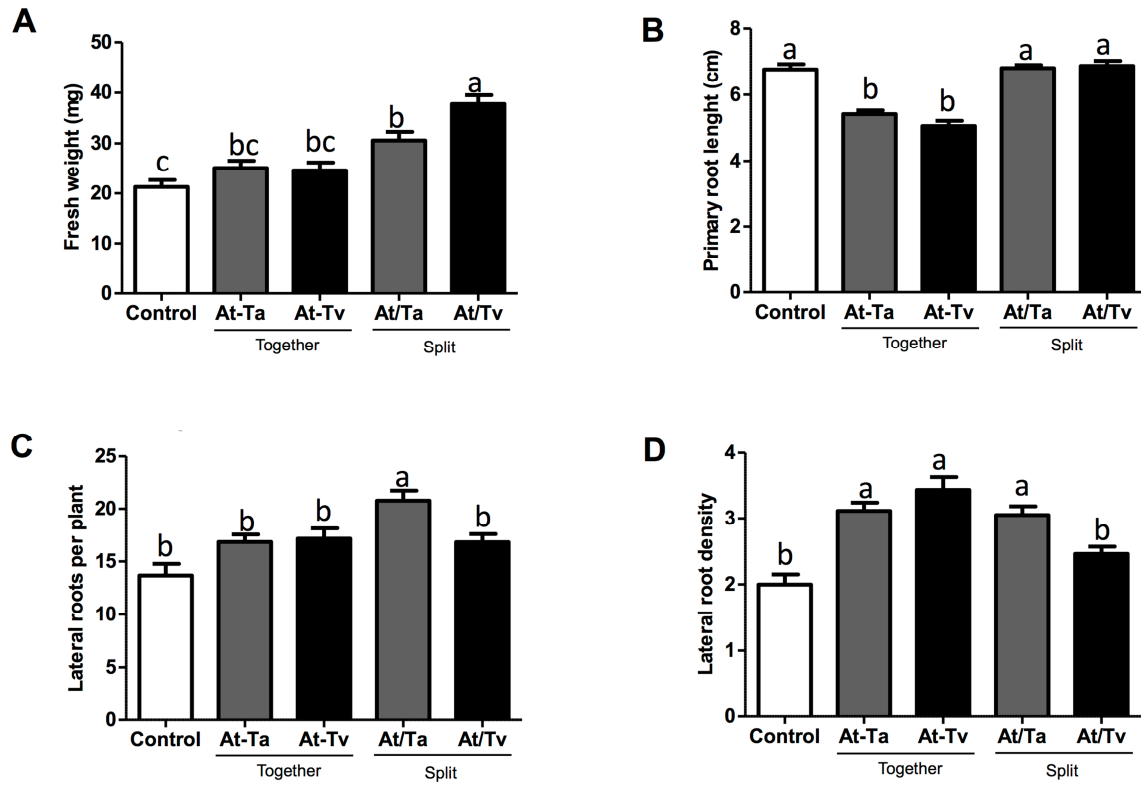 A
Fresh weight (mg)
50
40
30
20
10
0
c
bc
bc
b
a
Control At-Ta At-Tv At/Ta At/Tv
Together Split
B
Primary root lenght (cm)
8
6
4
2
0
a
b
b
a
a
Control At-Ta At-Tv At/Ta At/Tv
Together Split
C
Lateral roots per plant
25
20
15
10
5
0
b
b
b
a
b
Control At-Ta At-Tv At/Ta At/Tv
Together Split
D
Lateral root density
4
3
2
1
0
b
a
a
a
b
Control At-Ta At-Tv At/Ta At/Tv
Together Split